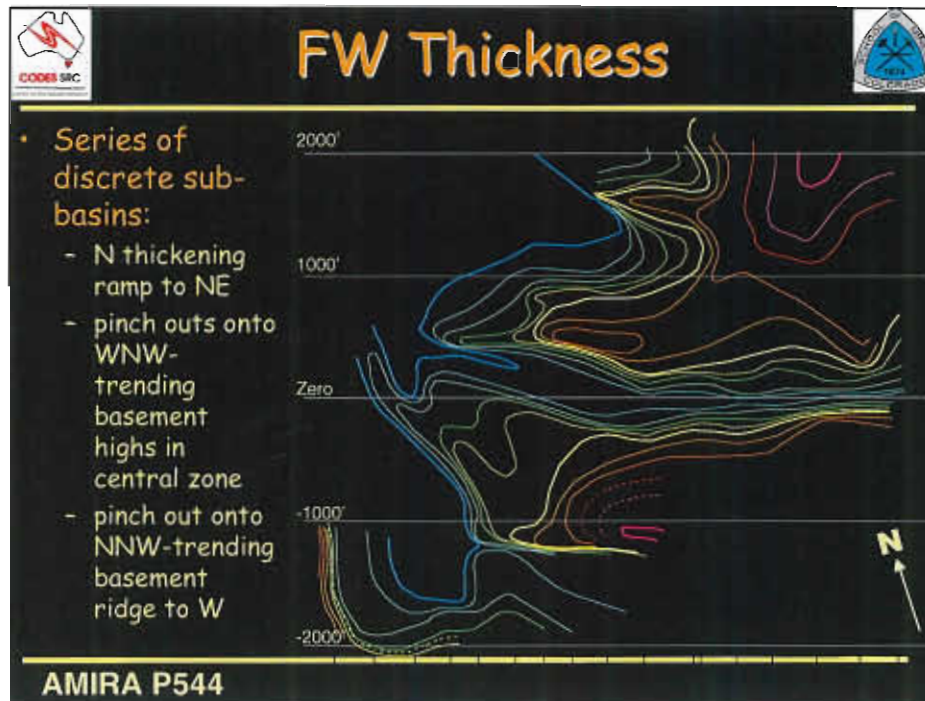 FW Thickness
CODES SRC
1874
• Series of
discrete sub-
basins:
- N thickening
ramp to NE
- pinch outs onto
WNW-
trending
basement
highs in
central zone
- pinch out onto
NNW-trending
basement
ridge to W
2000'
1000'
Zero
-1000'
-2000'
N
AMIRA P544